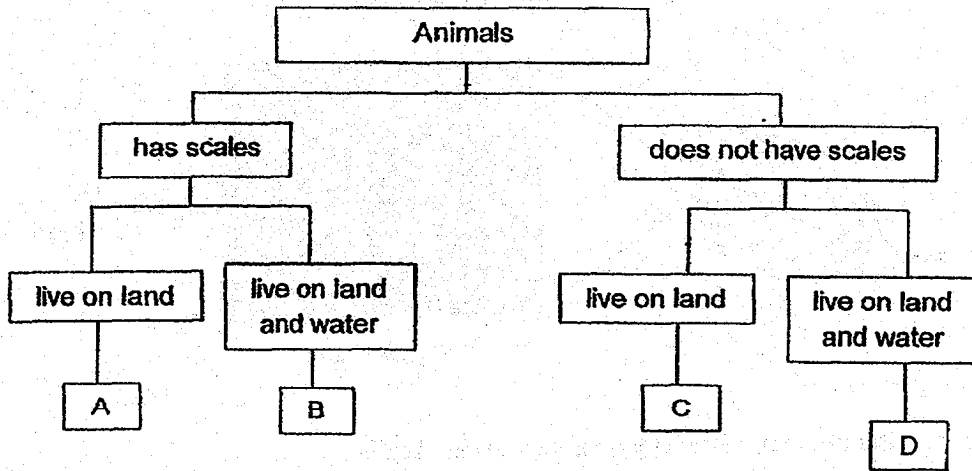 Animals
has scales
does not have scales
live on land
live on land
and water
live on land
live on land
and water
A
B
C
D